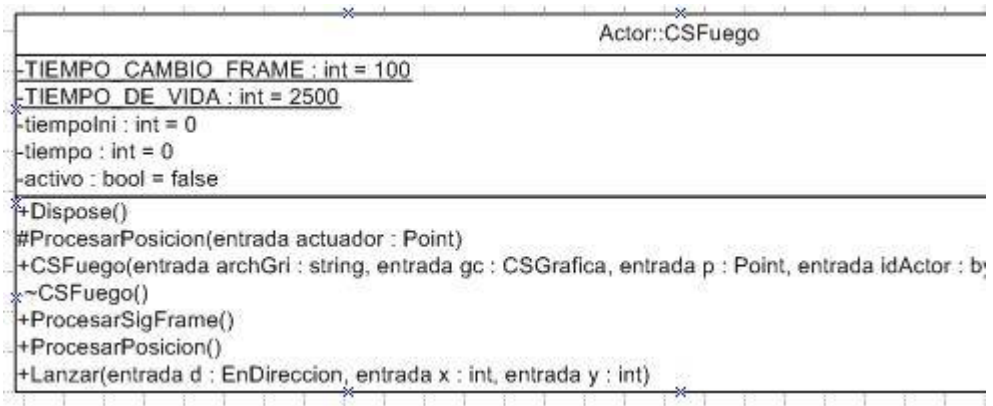 Actor::CSFuego
-TIEMPO_CAMBIO_FRAME : int = 100
-TIEMPO_DE_VIDA : int = 2500
-tiempoIni : int = 0
-tiempo : int = 0
-activo : bool = false
+Dispose()
#ProcesarPosicion(entrada actuador : Point)
+CSFuego(entrada archGri : string, entrada gc : CSGrafica, entrada p : Point, entrada idActor :
~CSFuego()
+ProcesarSigFrame()
+ProcesarPosicion()
+Lanzar(entrada d : EnDireccion, entrada x : int, entrada y : int)